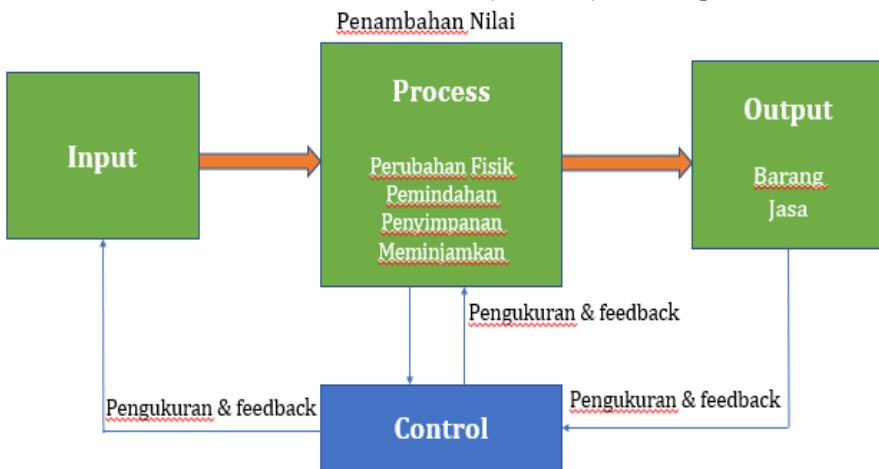 Penambahan Nilai
Input
Process
Perubahan Fisik
Pemindahan
Penyimpanan
Meminjamkan
Output
Barang
Jasa
Pengukuran & feedback
Pengukuran & feedback
Pengukuran & feedback
Control